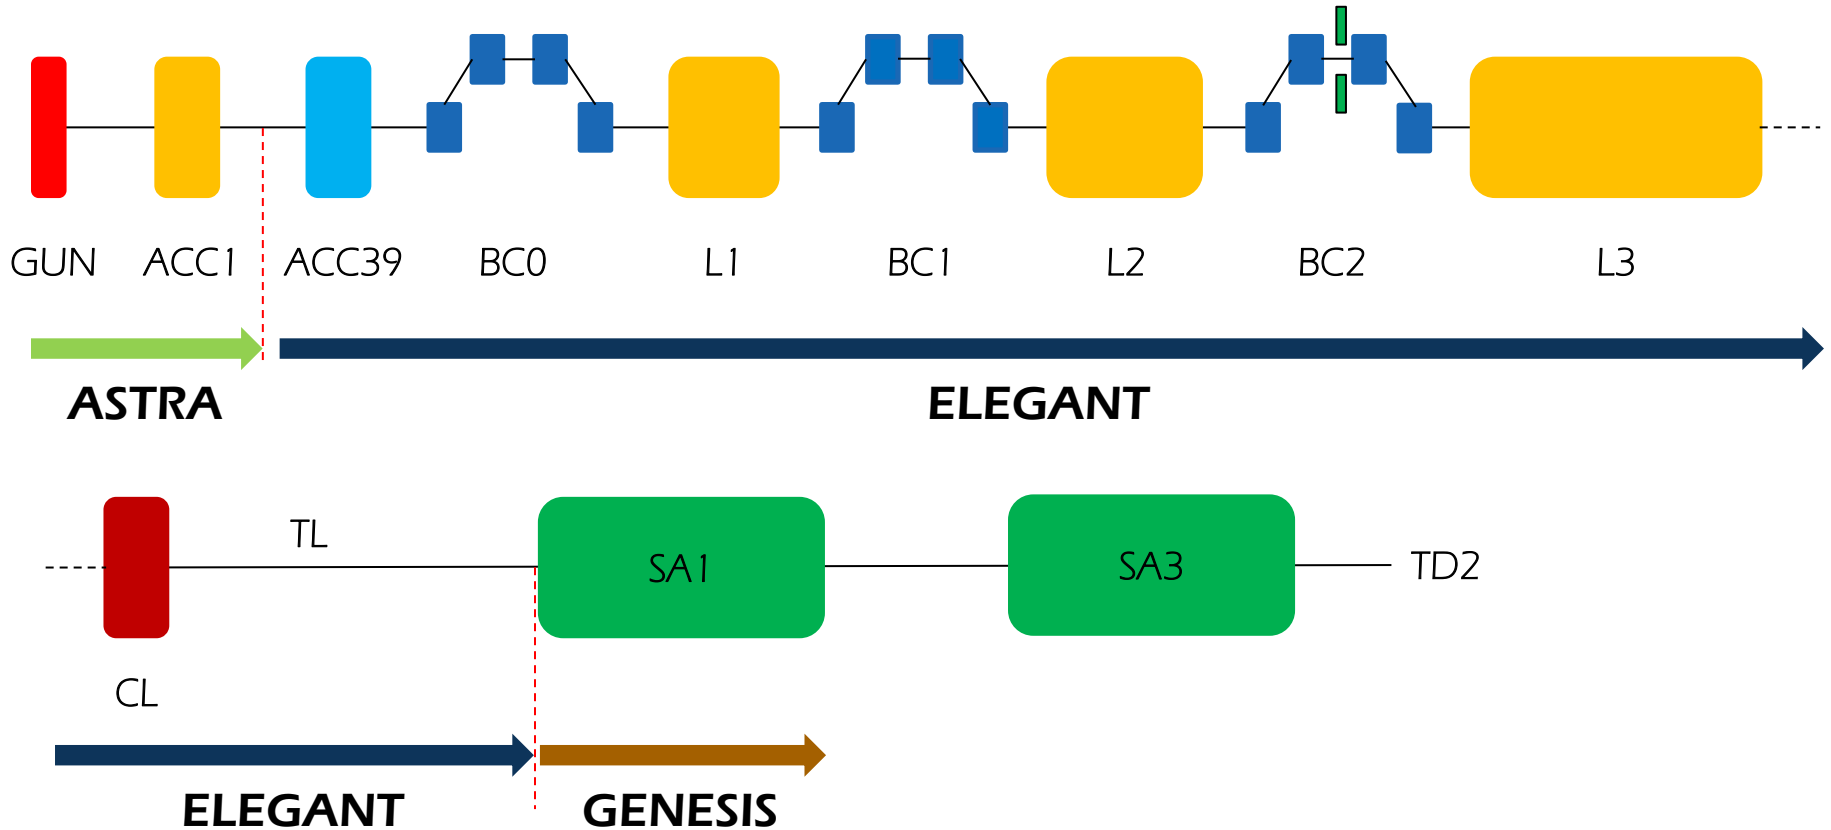 GUN ACC1 ACC39 BC0 L1 BC1 L2 BC2 L3
ASTRA ELEGANT
TL SA1 SA3 TD2
CL
ELEGANT GENESIS